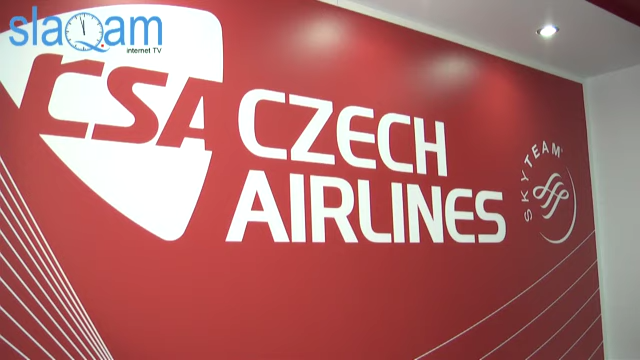 slaQam
internet TV
CSA
CZECH
AIRLINES
SKYTEAM